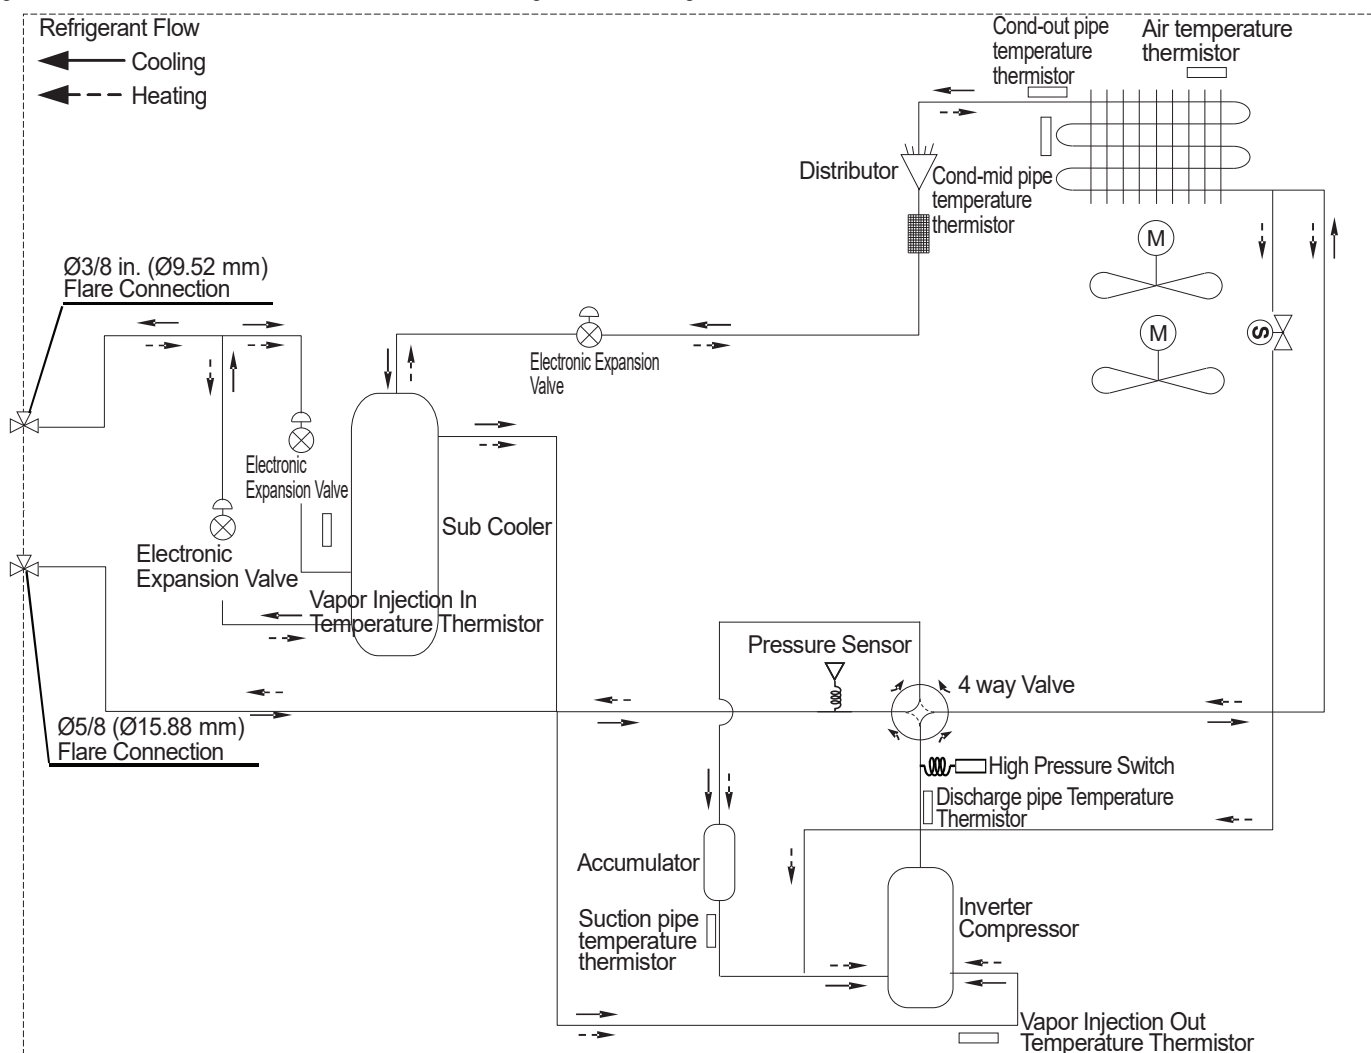 Refrigerant Flow
Cooling
Heating
Cond-out pipe
temperature
thermistor
Air temperature
thermistor
Distributor
Cond-mid pipe
temperature
thermistor
M
M
S
Ø3/8 in. (Ø9.52 mm)
Flare Connection
Electronic Expansion
Valve
Electronic
Expansion Valve
Sub Cooler
Electronic
Expansion Valve
Vapor Injection In
Temperature Thermistor
Pressure Sensor
4 way Valve
Ø5/8 (Ø15.88 mm)
Flare Connection
High Pressure Switch
Discharge pipe Temperature
Thermistor
Accumulator
Suction pipe
temperature
thermistor
Inverter
Compressor
Vapor Injection Out
Temperature Thermistor